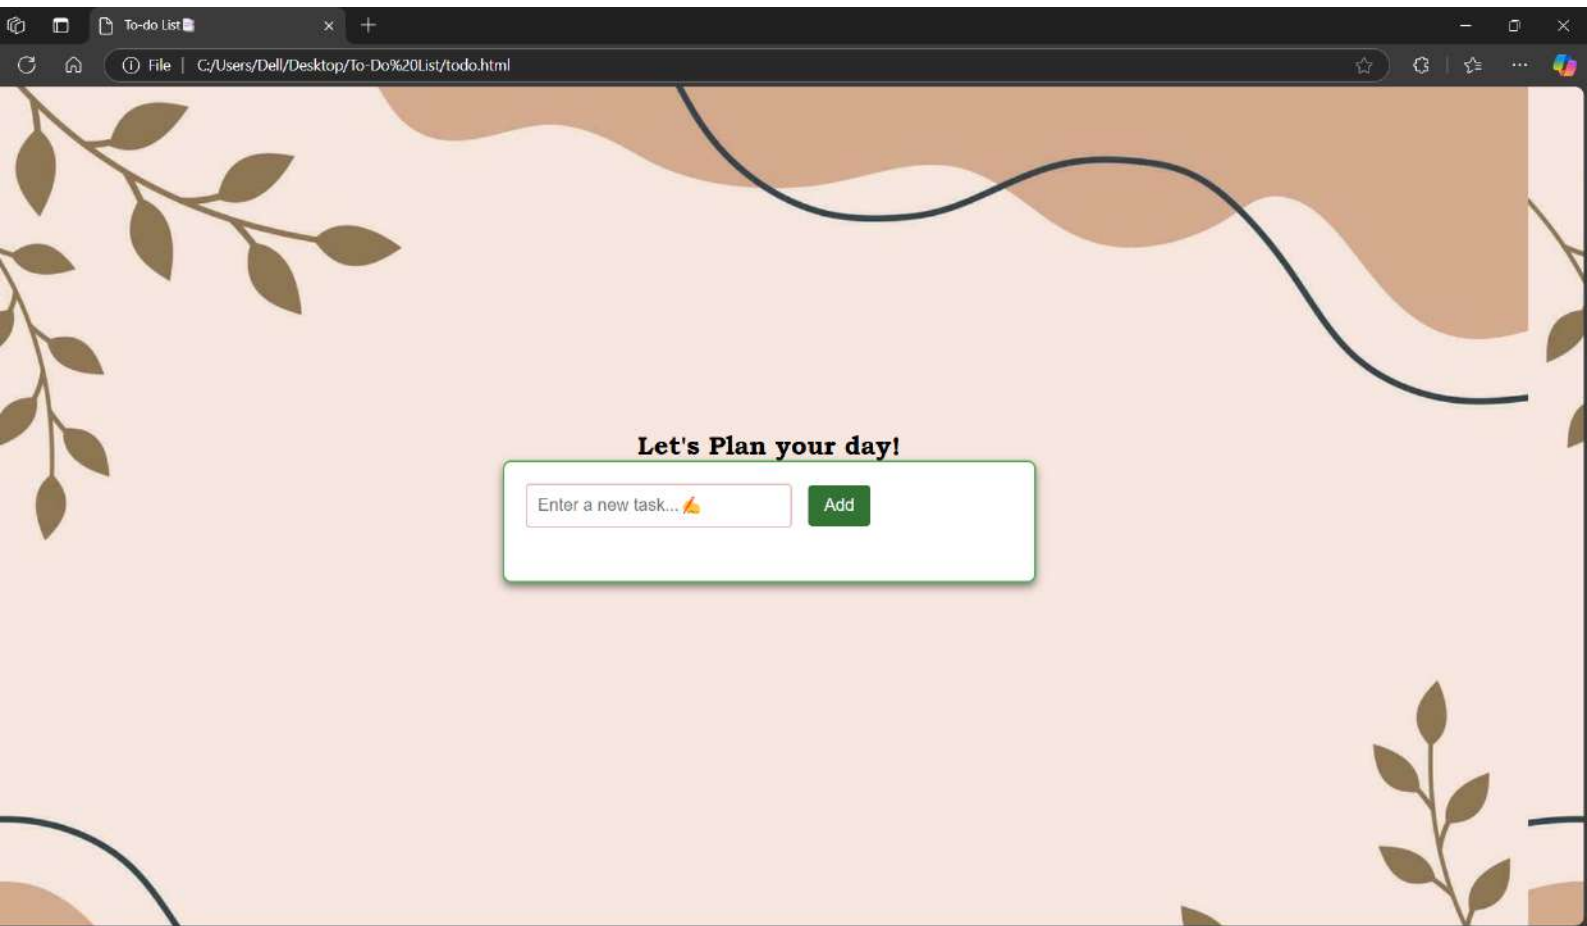 To-do List📑
File | C:/Users/Dell/Desktop/To-Do%20List/todo.html
Let's Plan your day!
Enter a new task...✍
Add